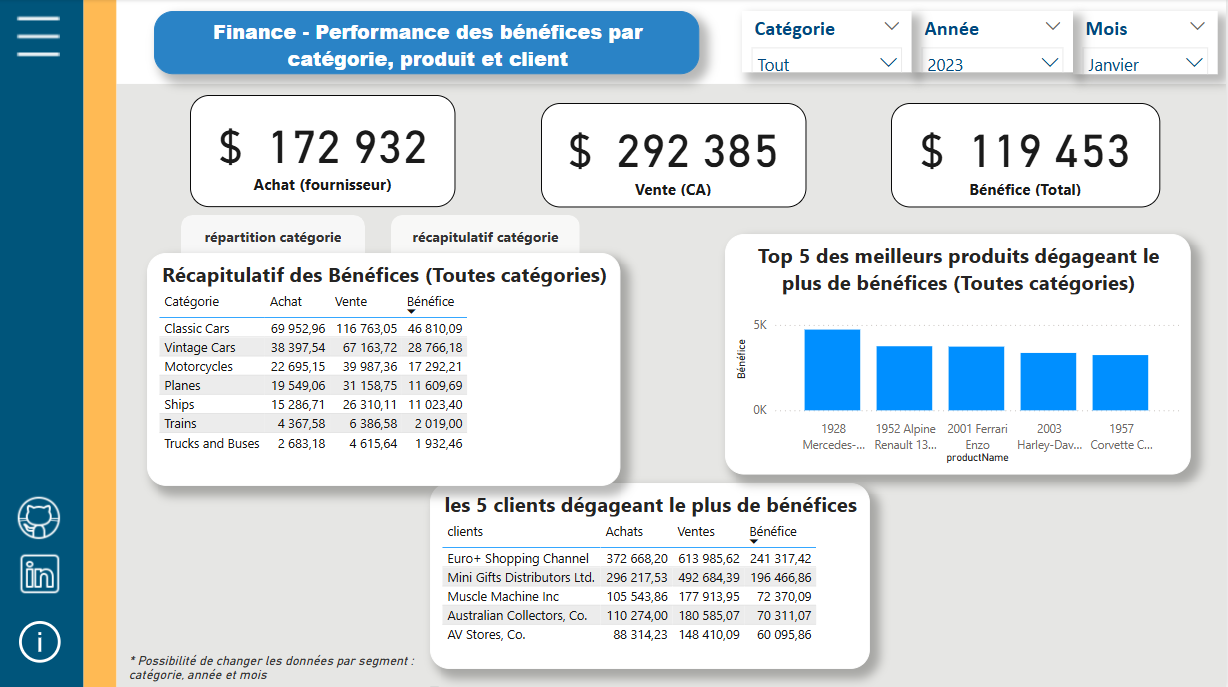 Finance - Performance des bénéfices par
catégorie, produit et client
Catégorie
Tout
Année
2023
Mois
Janvier
$ 172 932
Achat (fournisseur)
$ 292 385
Vente (CA)
$ 119 453
Bénéfice (Total)
répartition catégorie
récapitulatif catégorie
Récapitulatif des Bénéfices (Toutes catégories)
Catégorie Achat Vente Bénéfice
Classic Cars 69 952,96 116 763,05 46 810,09
Vintage Cars 38 397,54 67 163,72 28 766,18
Motorcycles 22 695,15 39 987,36 17 292,21
Planes 19 549,06 31 158,75 11 609,69
Ships 15 286,71 26 310,11 11 023,40
Trains 4 367,58 6 386,58 2 019,00
Trucks and Buses 2 683,18 4 615,64 1 932,46
Top 5 des meilleurs produits dégageant le
plus de bénéfices (Toutes catégories)
Bénéfice
5K
0K
1928 Mercedes-...
1952 Alpine Renault 13...
2001 Ferrari Enzo
2003 Harley-Dav...
1957 Corvette C...
productName
les 5 clients dégageant le plus de bénéfices
clients Achats Ventes Bénéfice
Euro+ Shopping Channel 372 668,20 613 985,62 241 317,42
Mini Gifts Distributors Ltd. 296 217,53 492 684,39 196 466,86
Muscle Machine Inc 105 543,86 177 913,95 72 370,09
Australian Collectors, Co. 110 274,00 180 585,07 70 311,07
AV Stores, Co. 88 314,23 148 410,09 60 095,86
in
i
* Possibilité de changer les données par segment :
catégorie, année et mois